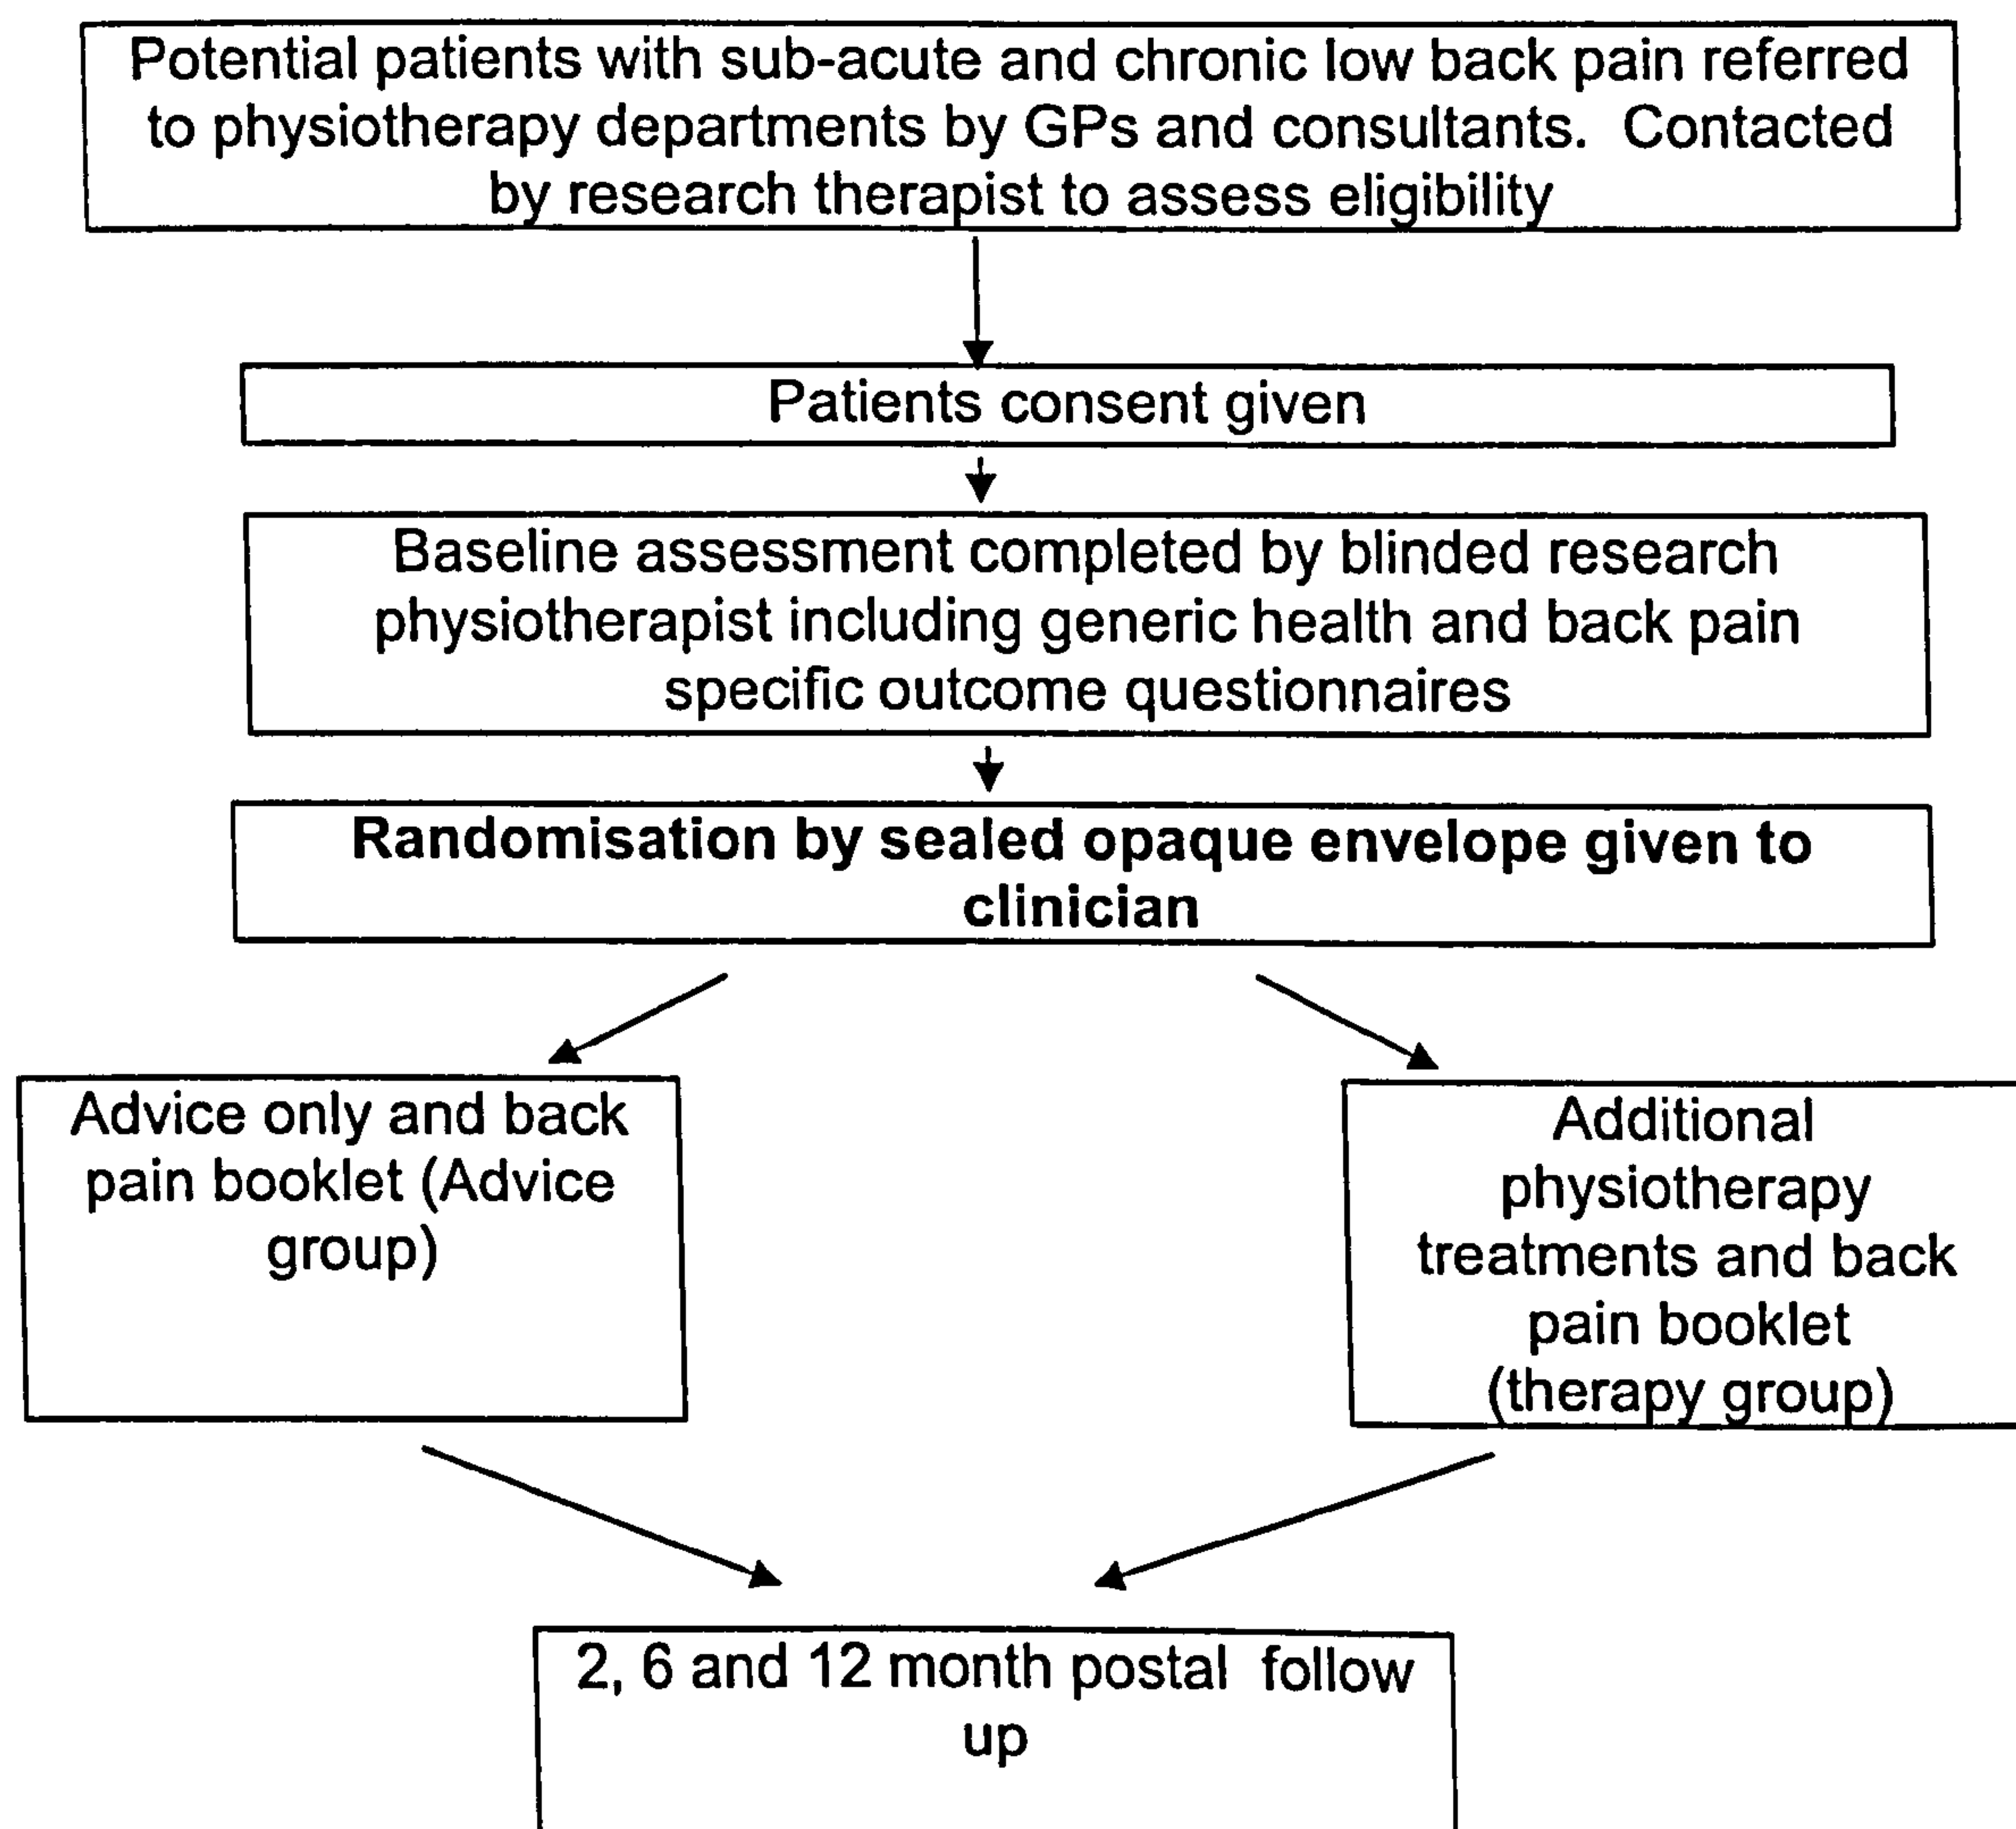 Potential patients with sub-acute and chronic low back pain referred
to physiotherapy departments by GPs and consultants.  Contacted
by research therapist to assess eligibility
Patients consent given
Baseline assessment completed by blinded research
physiotherapist including generic health and back pain
specific outcome questionnaires
Randomisation by sealed opaque envelope given to
clinician
Advice only and back
pain booklet (Advice
group)
Additional
physiotherapy
treatments and back
pain booklet
(therapy group)
2, 6 and 12 month postal  follow
up